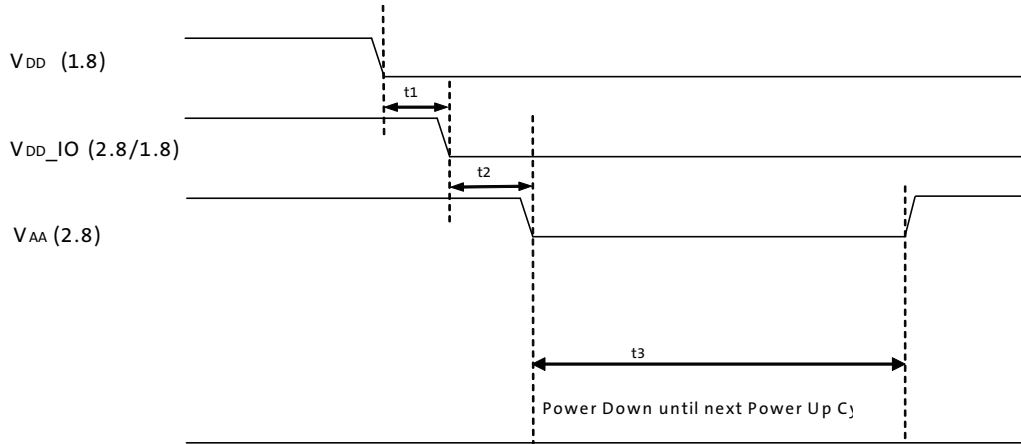 VDD (1.8)
t1
VDD_IO (2.8/1.8)
t2
VAA (2.8)
t3
Power Down until next Power Up Cy